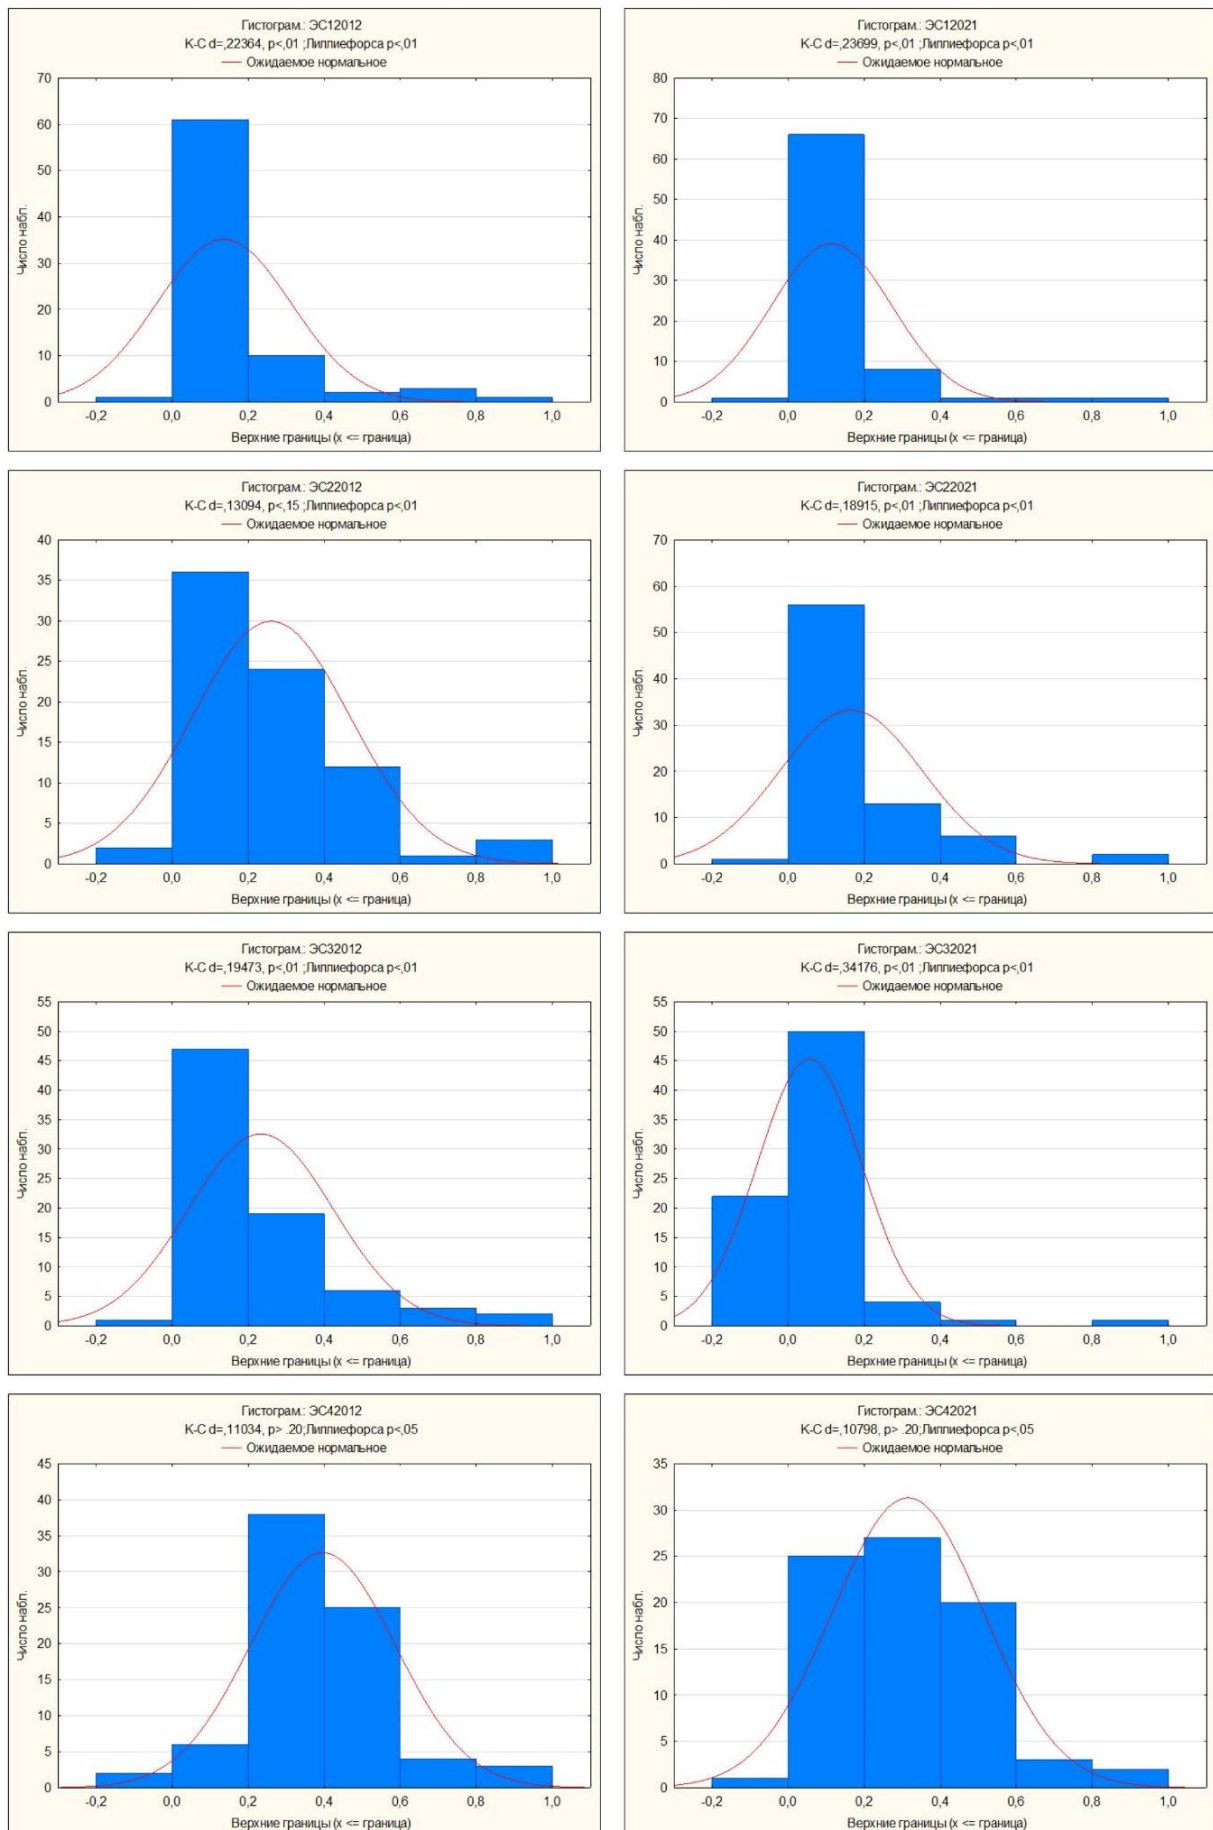 Гистограм.: ЭС12012
К-С d=,22364, p<,01 ;Лиллиефорса p<,01
Ожидаемое нормальное
70
60
50
40
30
20
10
0
Число набл.
-0,2 0,0 0,2 0,4 0,6 0,8 1,0
Верхние границы (x <= граница)
Гистограм.: ЭС12021
К-С d=,23699, p<,01 ;Лиллиефорса p<,01
Ожидаемое нормальное
80
70
60
50
40
30
20
10
0
Число набл.
-0,2 0,0 0,2 0,4 0,6 0,8 1,0
Верхние границы (x <= граница)
Гистограм.: ЭС22012
К-С d=,13094, p<,15 ;Лиллиефорса p<,01
Ожидаемое нормальное
40
35
30
25
20
15
10
5
0
Число набл.
-0,2 0,0 0,2 0,4 0,6 0,8 1,0
Верхние границы (x <= граница)
Гистограм.: ЭС22021
К-С d=,18915, p<,01 ;Лиллиефорса p<,01
Ожидаемое нормальное
70
60
50
40
30
20
10
0
Число набл.
-0,2 0,0 0,2 0,4 0,6 0,8 1,0
Верхние границы (x <= граница)
Гистограм.: ЭС32012
К-С d=,19473, p<,01 ;Лиллиефорса p<,01
Ожидаемое нормальное
55
50
45
40
35
30
25
20
15
10
5
0
Число набл.
-0,2 0,0 0,2 0,4 0,6 0,8 1,0
Верхние границы (x <= граница)
Гистограм.: ЭС32021
К-С d=,34176, p<,01 ;Лиллиефорса p<,01
Ожидаемое нормальное
55
50
45
40
35
30
25
20
15
10
5
0
Число набл.
-0,2 0,0 0,2 0,4 0,6 0,8 1,0
Верхние границы (x <= граница)
Гистограм.: ЭС42012
К-С d=,11034, p> .20;Лиллиефорса p<,05
Ожидаемое нормальное
45
40
35
30
25
20
15
10
5
0
Число набл.
-0,2 0,0 0,2 0,4 0,6 0,8 1,0
Верхние границы (x <= граница)
Гистограм.: ЭС42021
К-С d=,10798, p> .20;Лиллиефорса p<,05
Ожидаемое нормальное
35
30
25
20
15
10
5
0
Число набл.
-0,2 0,0 0,2 0,4 0,6 0,8 1,0
Верхние границы (x <= граница)